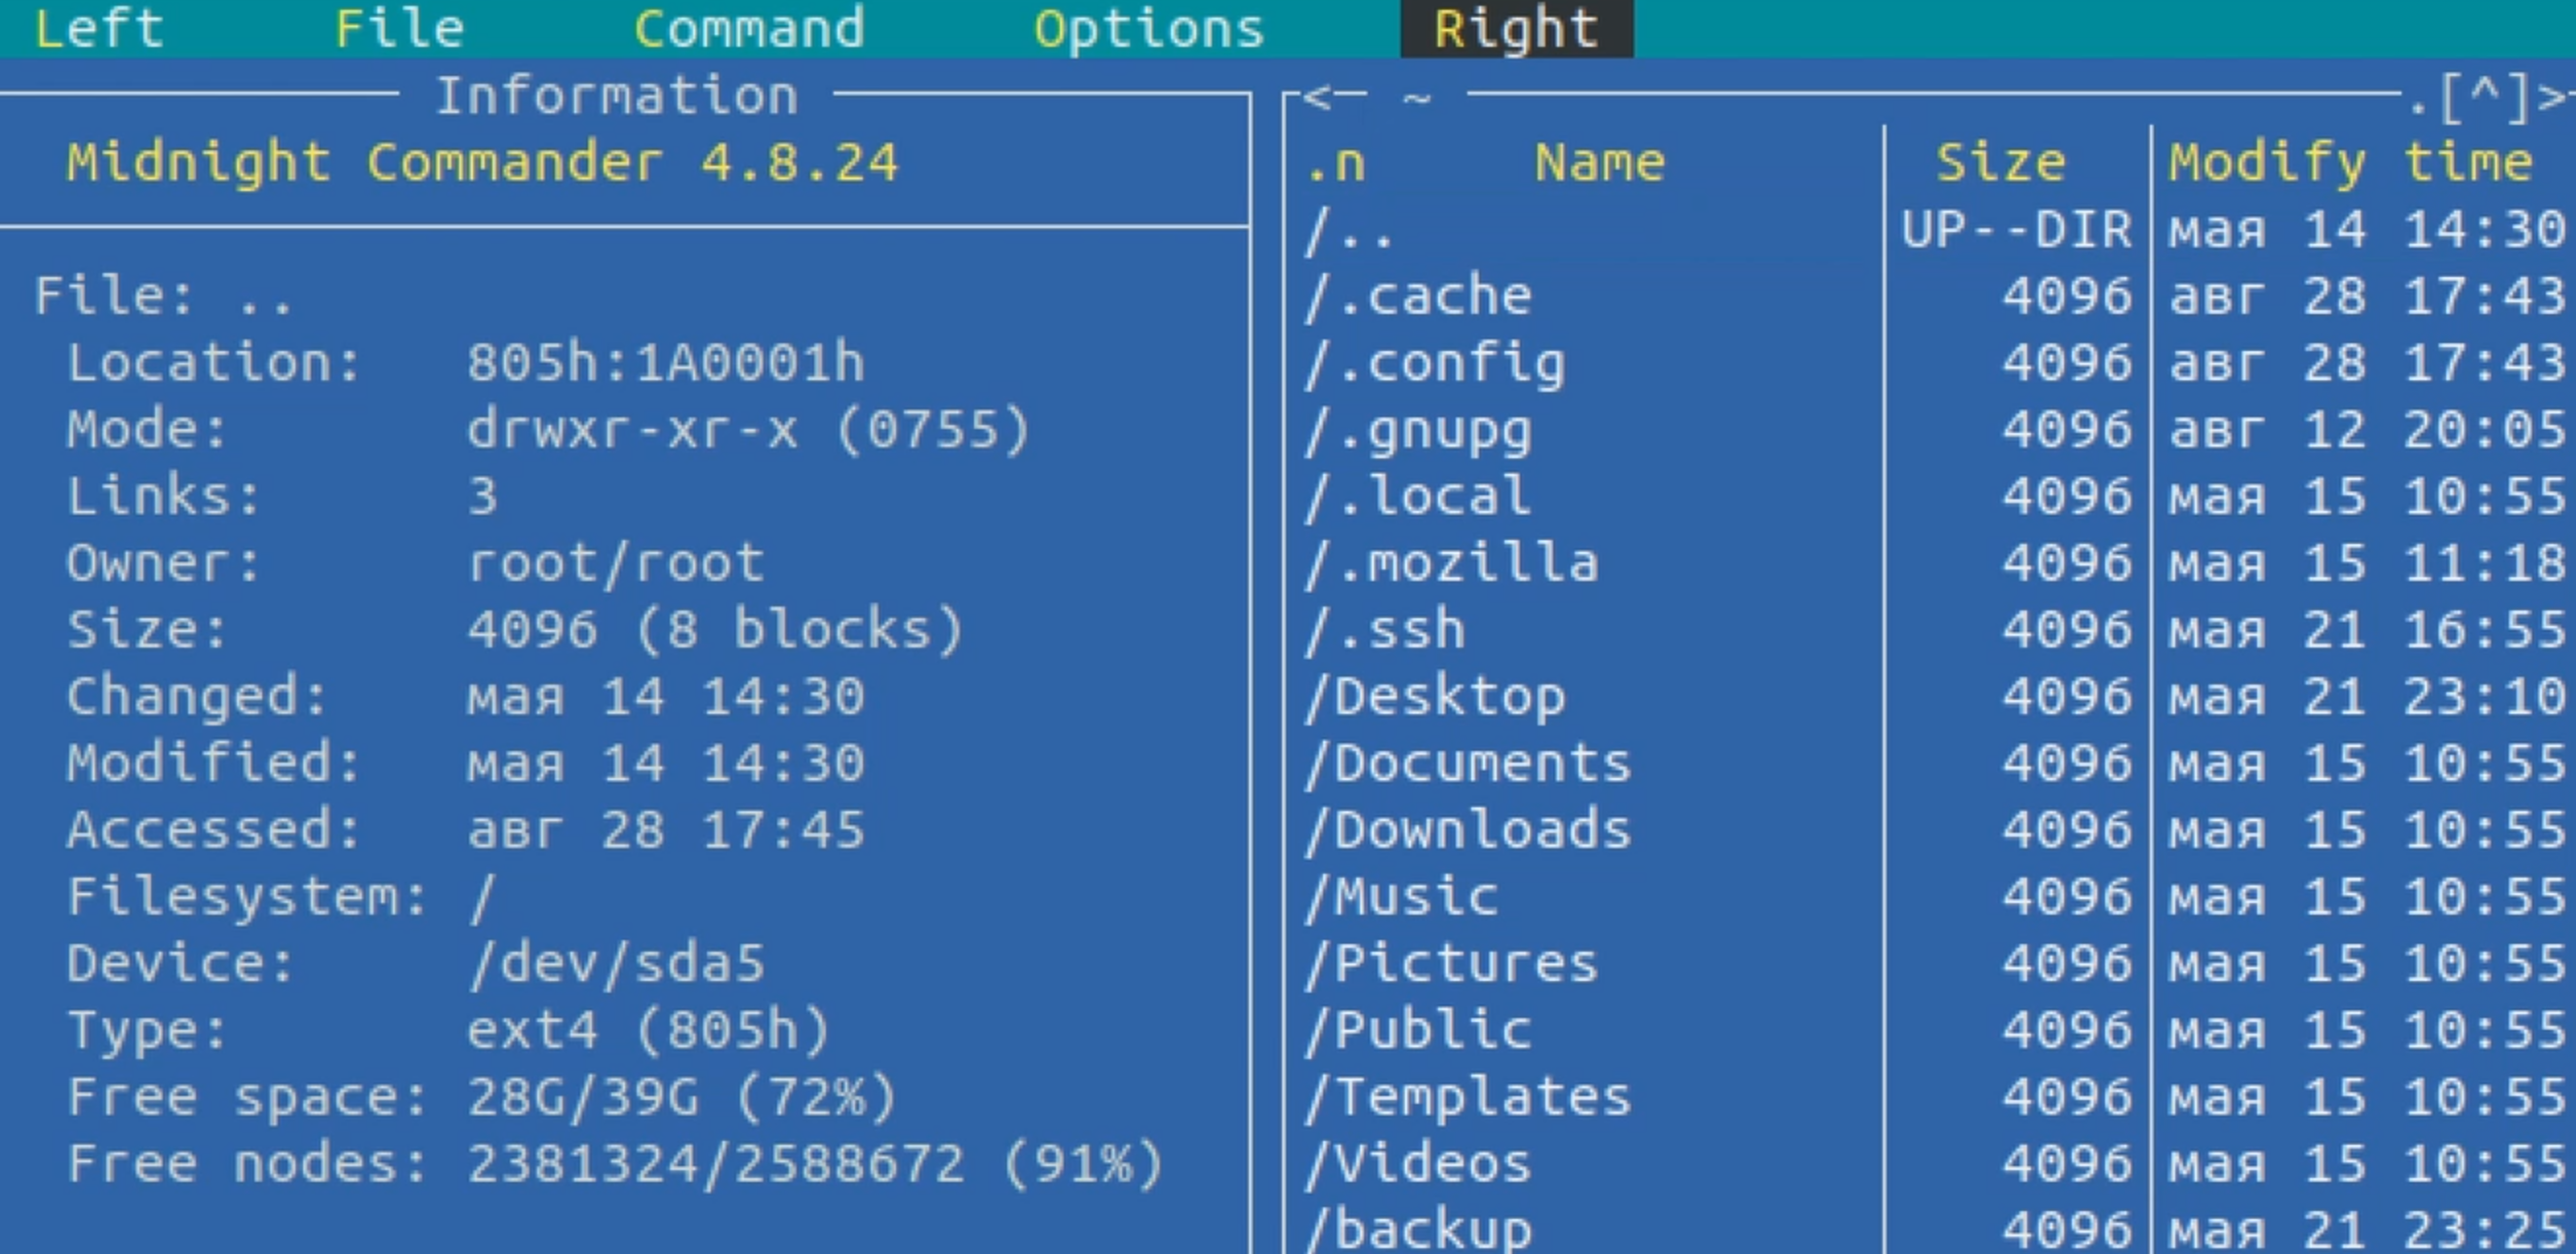 Left File Command Options Right
Information
Midnight Commander 4.8.24
File: ..
Location: 805h:1A0001h
Mode: drwxr-xr-x (0755)
Links: 3
Owner: root/root
Size: 4096 (8 blocks)
Changed: мая 14 14:30
Modified: мая 14 14:30
Accessed: авг 28 17:45
Filesystem: /
Device: /dev/sda5
Type: ext4 (805h)
Free space: 28G/39G (72%)
Free nodes: 2381324/2588672 (91%)
<─ ~ .[^]>
.n Name Size Modify time
/.. UP--DIR мая 14 14:30
/.cache 4096 авг 28 17:43
/.config 4096 авг 28 17:43
/.gnupg 4096 авг 12 20:05
/.local 4096 мая 15 10:55
/.mozilla 4096 мая 15 11:18
/.ssh 4096 мая 21 16:55
/Desktop 4096 мая 21 23:10
/Documents 4096 мая 15 10:55
/Downloads 4096 мая 15 10:55
/Music 4096 мая 15 10:55
/Pictures 4096 мая 15 10:55
/Public 4096 мая 15 10:55
/Templates 4096 мая 15 10:55
/Videos 4096 мая 15 10:55
/backup 4096 мая 21 23:25